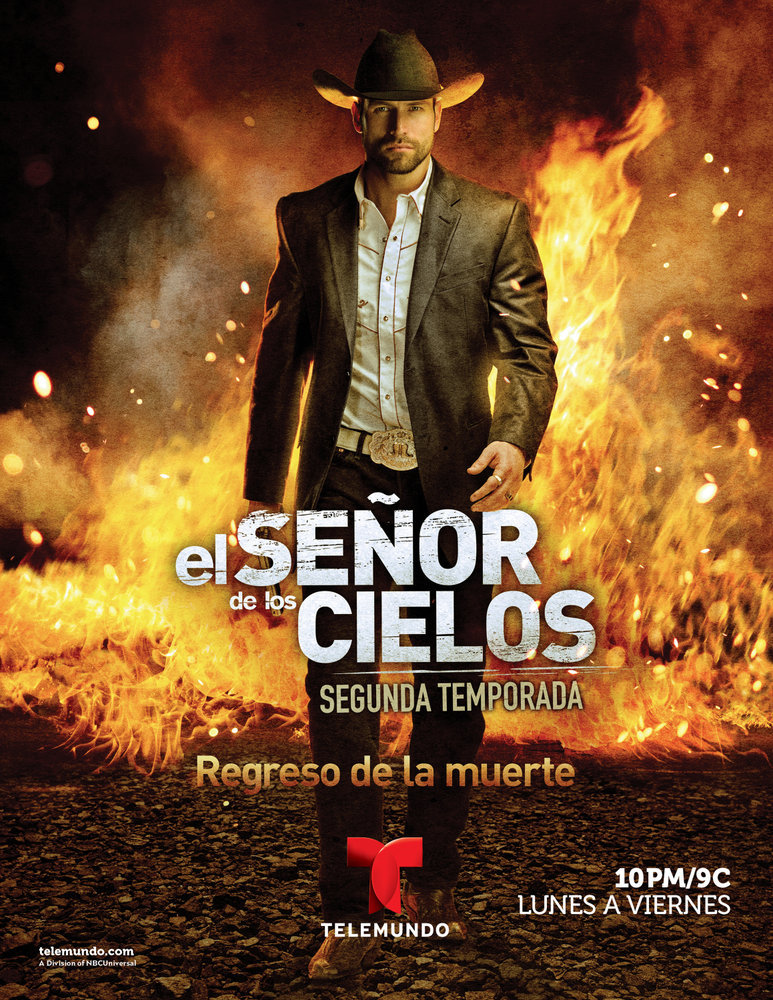 el SEÑOR
de los CIELOS
SEGUNDA TEMPORADA
Regreso de la muerte
TELEMUNDO
10PM/9C
LUNES A VIERNES
telemundo.com
A Division of NBCUniversal